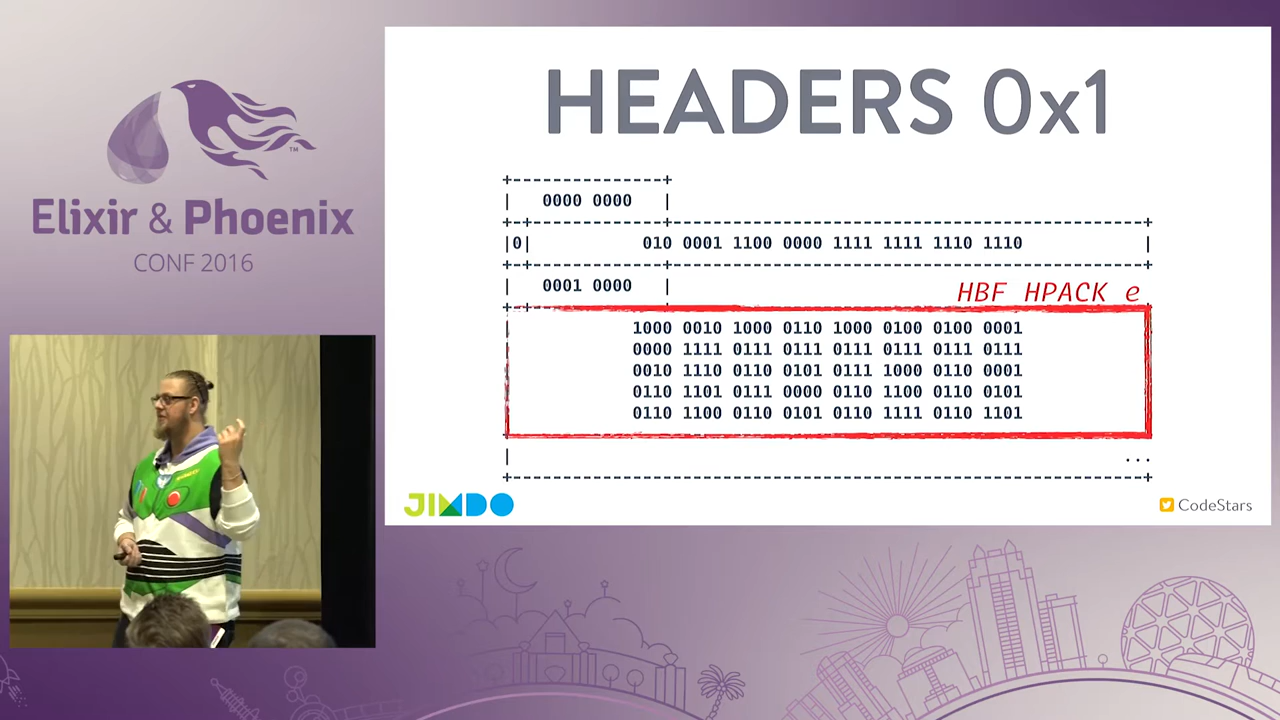 Elixir & Phoenix
CONF 2016
TM
HEADERS 0x1
0000 0000
0 010 0001 1100 0000 1111 1111 1110 1110
0001 0000
HBF HPACK e
1000 0010 1000 0110 1000 0100 0100 0001
0000 1111 0111 0111 0111 0111 0111 0111
0010 1110 0110 0101 0111 1000 0110 0001
0110 1101 0111 0000 0110 1100 0110 0101
0110 1100 0110 0101 0110 1111 0110 1101
...
JIMDO
CodeStars